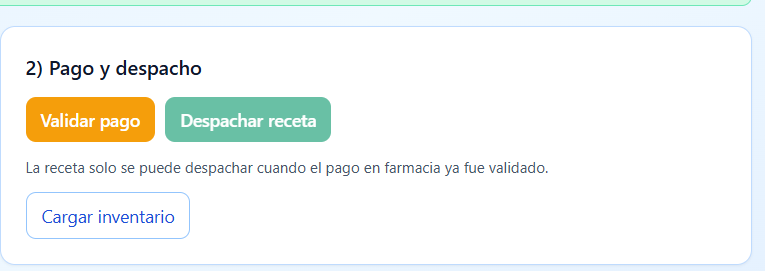 2) Pago y despacho
Validar pago Despachar receta
La receta solo se puede despachar cuando el pago en farmacia ya fue validado.
Cargar inventario